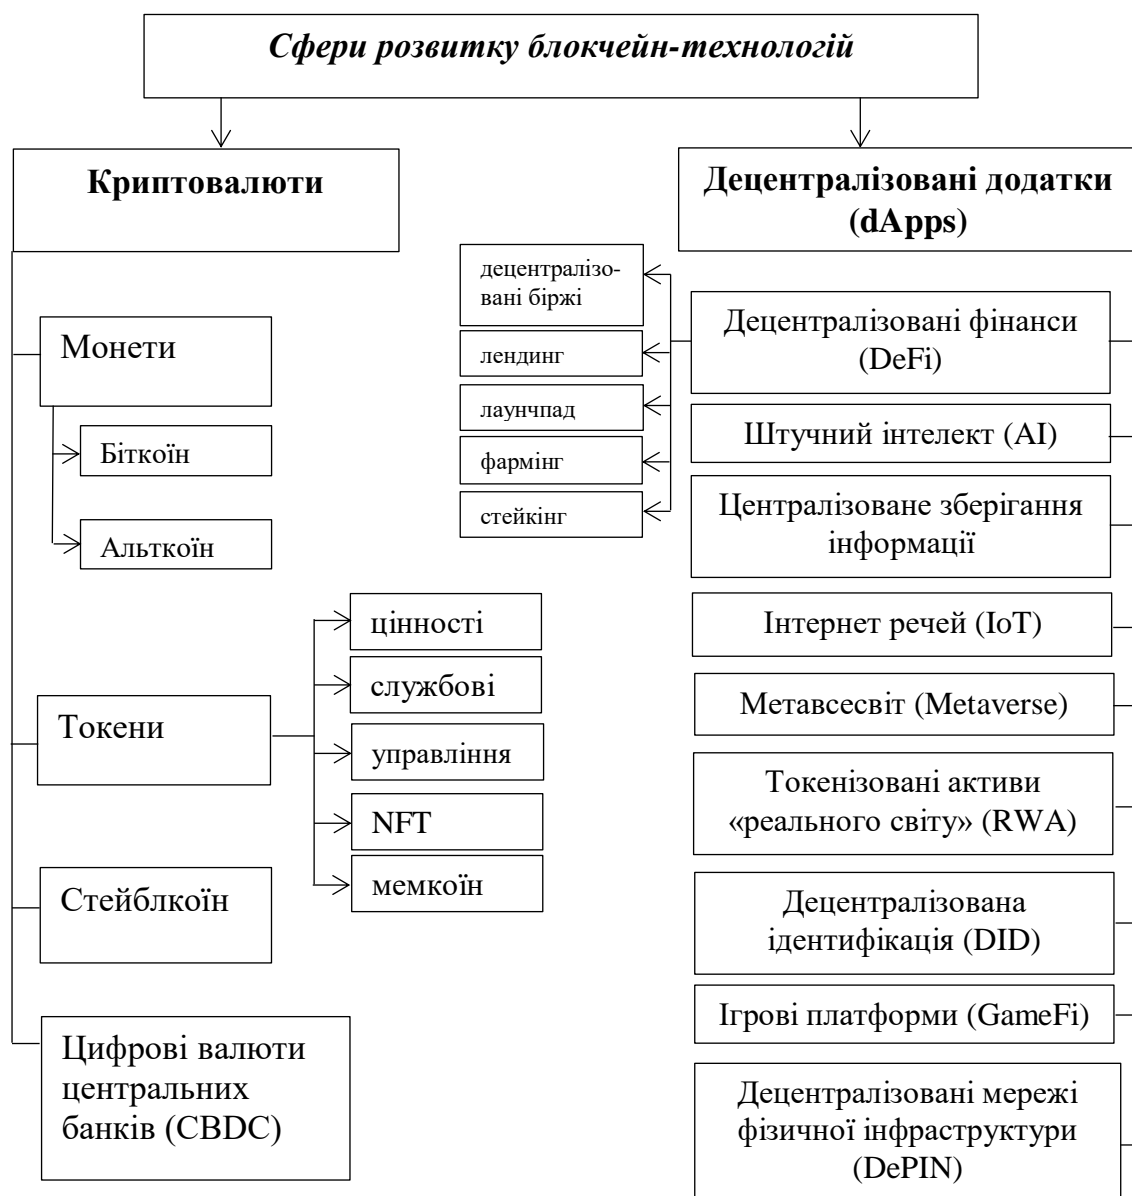 Сфери розвитку блокчейн-технологій
Криптовалюти
Монети
Біткоїн
Альткоїн
Токени
цінності
службові
управління
NFT
мемкоїн
Стейблкоїн
Цифрові валюти
центральних
банків (CBDC)
Децентралізовані додатки
(dApps)
Децентралізовані фінанси
(DeFi)
децентралізо-
вані біржі
лендинг
лаунчпад
фармінг
стейкінг
Штучний інтелект (AI)
Централізоване зберігання
інформації
Інтернет речей (IoT)
Метавсесвіт (Metaverse)
Токенізовані активи
«реального світу» (RWA)
Децентралізована
ідентифікація (DID)
Ігрові платформи (GameFi)
Децентралізовані мережі
фізичної інфраструктури
(DePIN)